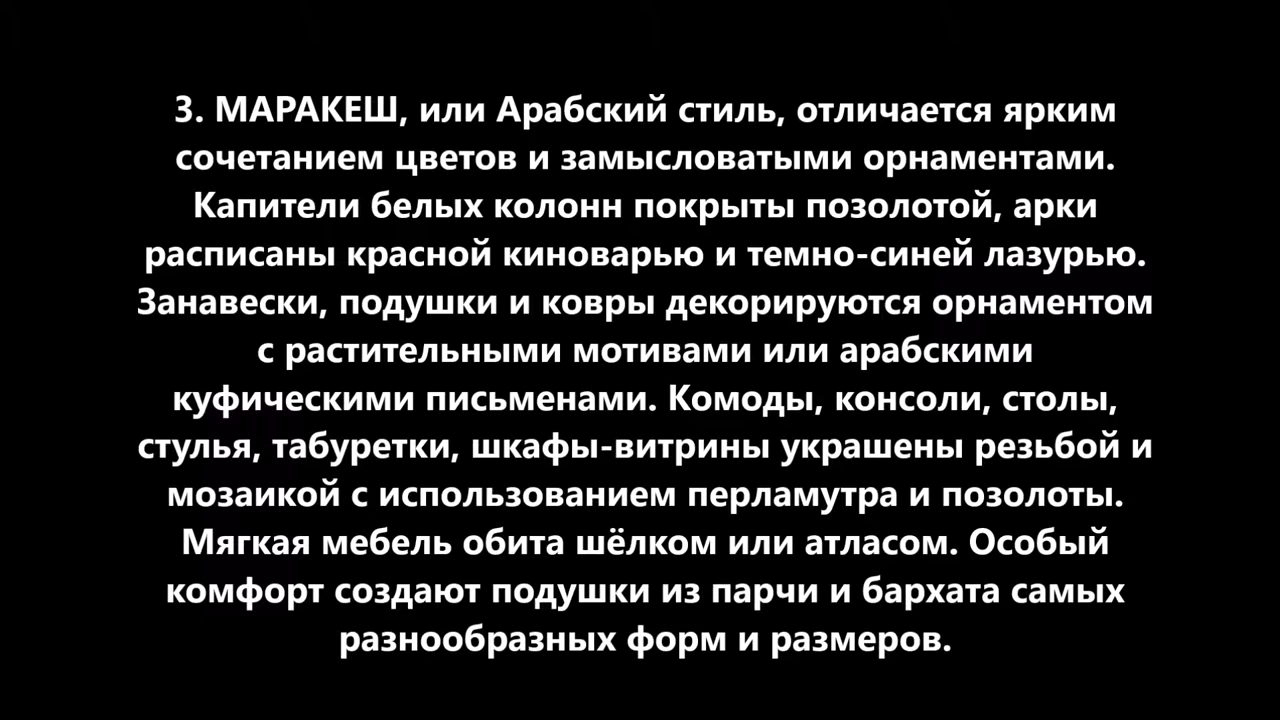 3. МАРАКЕШ, или Арабский стиль, отличается ярким
сочетанием цветов и замысловатыми орнаментами.
Капители белых колонн покрыты позолотой, арки
расписаны красной киноварью и темно-синей лазурью.
Занавески, подушки и ковры декорируются орнаментом
с растительными мотивами или арабскими
куфическими письменами. Комоды, консоли, столы,
стулья, табуретки, шкафы-витрины украшены резьбой и
мозаикой с использованием перламутра и позолоты.
Мягкая мебель обита шёлком или атласом. Особый
комфорт создают подушки из парчи и бархата самых
разнообразных форм и размеров.